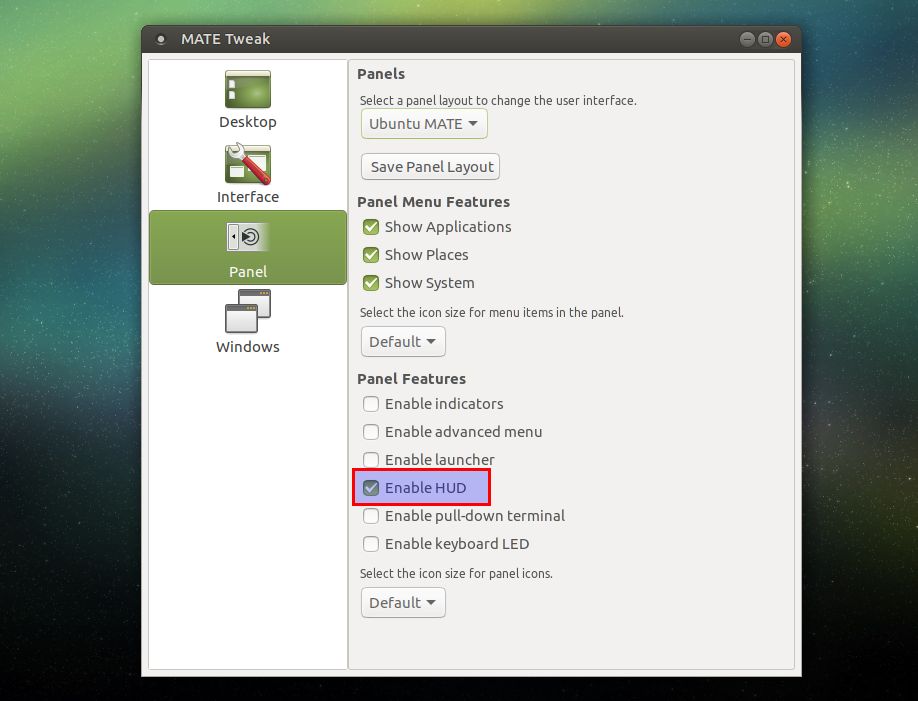 MATE Tweak
Desktop
Interface
Panel
Windows
Panels
Select a panel layout to change the user interface.
Ubuntu MATE
Save Panel Layout
Panel Menu Features
Show Applications
Show Places
Show System
Select the icon size for menu items in the panel.
Default
Panel Features
Enable indicators
Enable advanced menu
Enable launcher
Enable HUD
Enable pull-down terminal
Enable keyboard LED
Select the icon size for panel icons.
Default